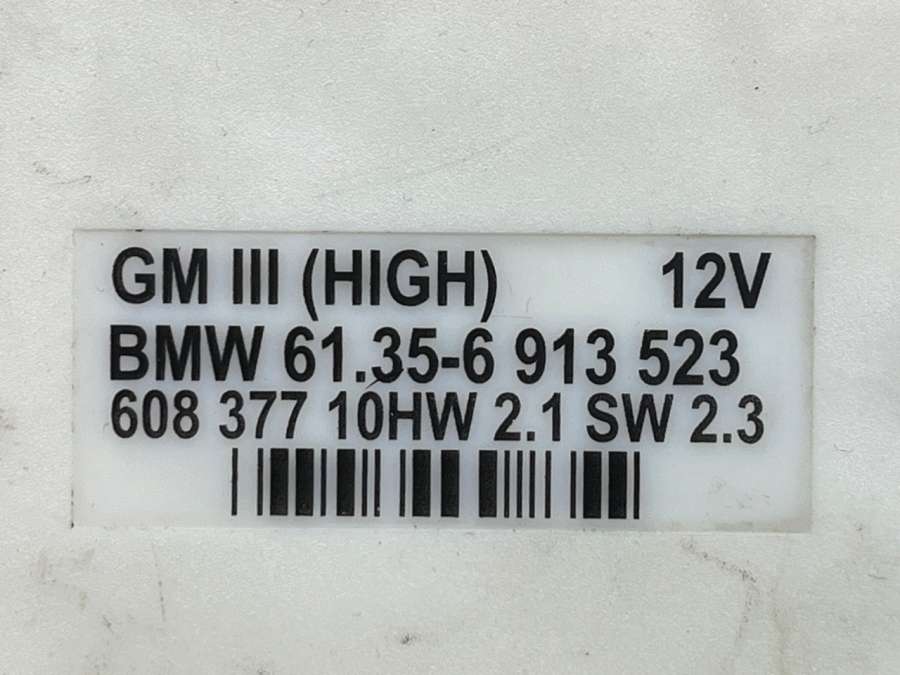 GM III (HIGH) 12V
BMW 61.35-6 913 523
608 377 10HW 2.1 SW 2.3